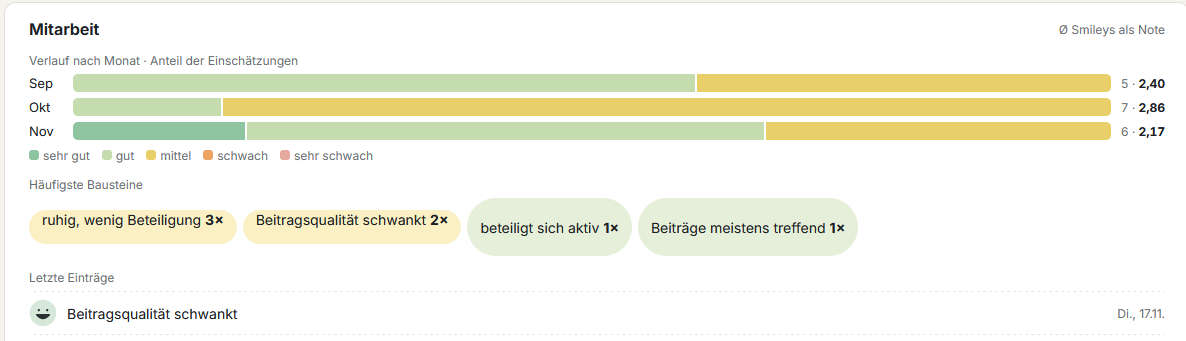 Mitarbeit
Ø Smileys als Note
Verlauf nach Monat · Anteil der Einschätzungen
Sep 5 · 2,40
Okt 7 · 2,86
Nov 6 · 2,17
sehr gut gut mittel schwach sehr schwach
Häufigste Bausteine
ruhig, wenig Beteiligung 3× Beitragsqualität schwankt 2× beteiligt sich aktiv 1× Beiträge meistens treffend 1×
Letzte Einträge
Beitragsqualität schwankt Di., 17.11.